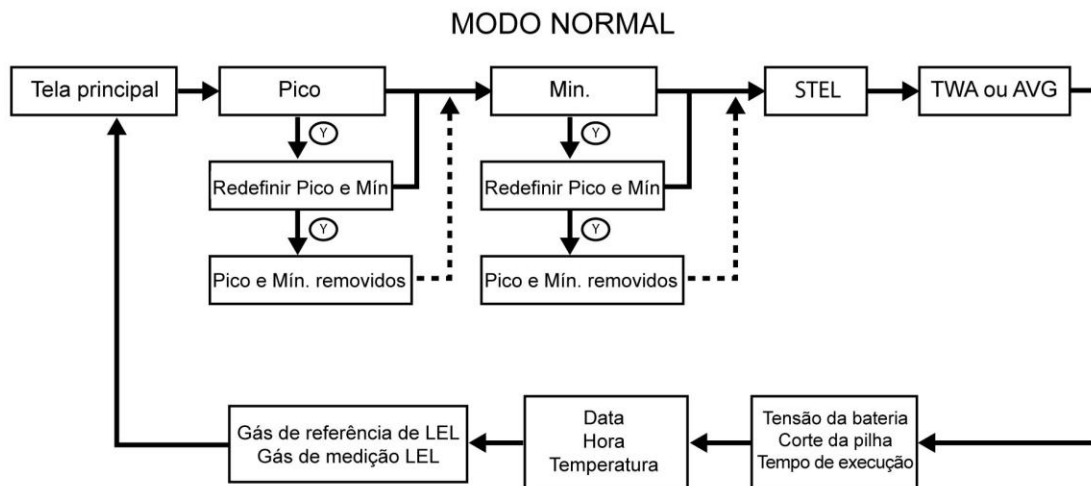 MODO NORMAL
Tela principal
Pico
Min.
STEL
TWA ou AVG
Y
Y
Redefinir Pico e Mín
Redefinir Pico e Mín
Y
Y
Pico e Mín. removidos
Pico e Mín. removidos
Gás de referência de LEL
Gás de medição LEL
Data
Hora
Temperatura
Tensão da bateria
Corte da pilha
Tempo de execução